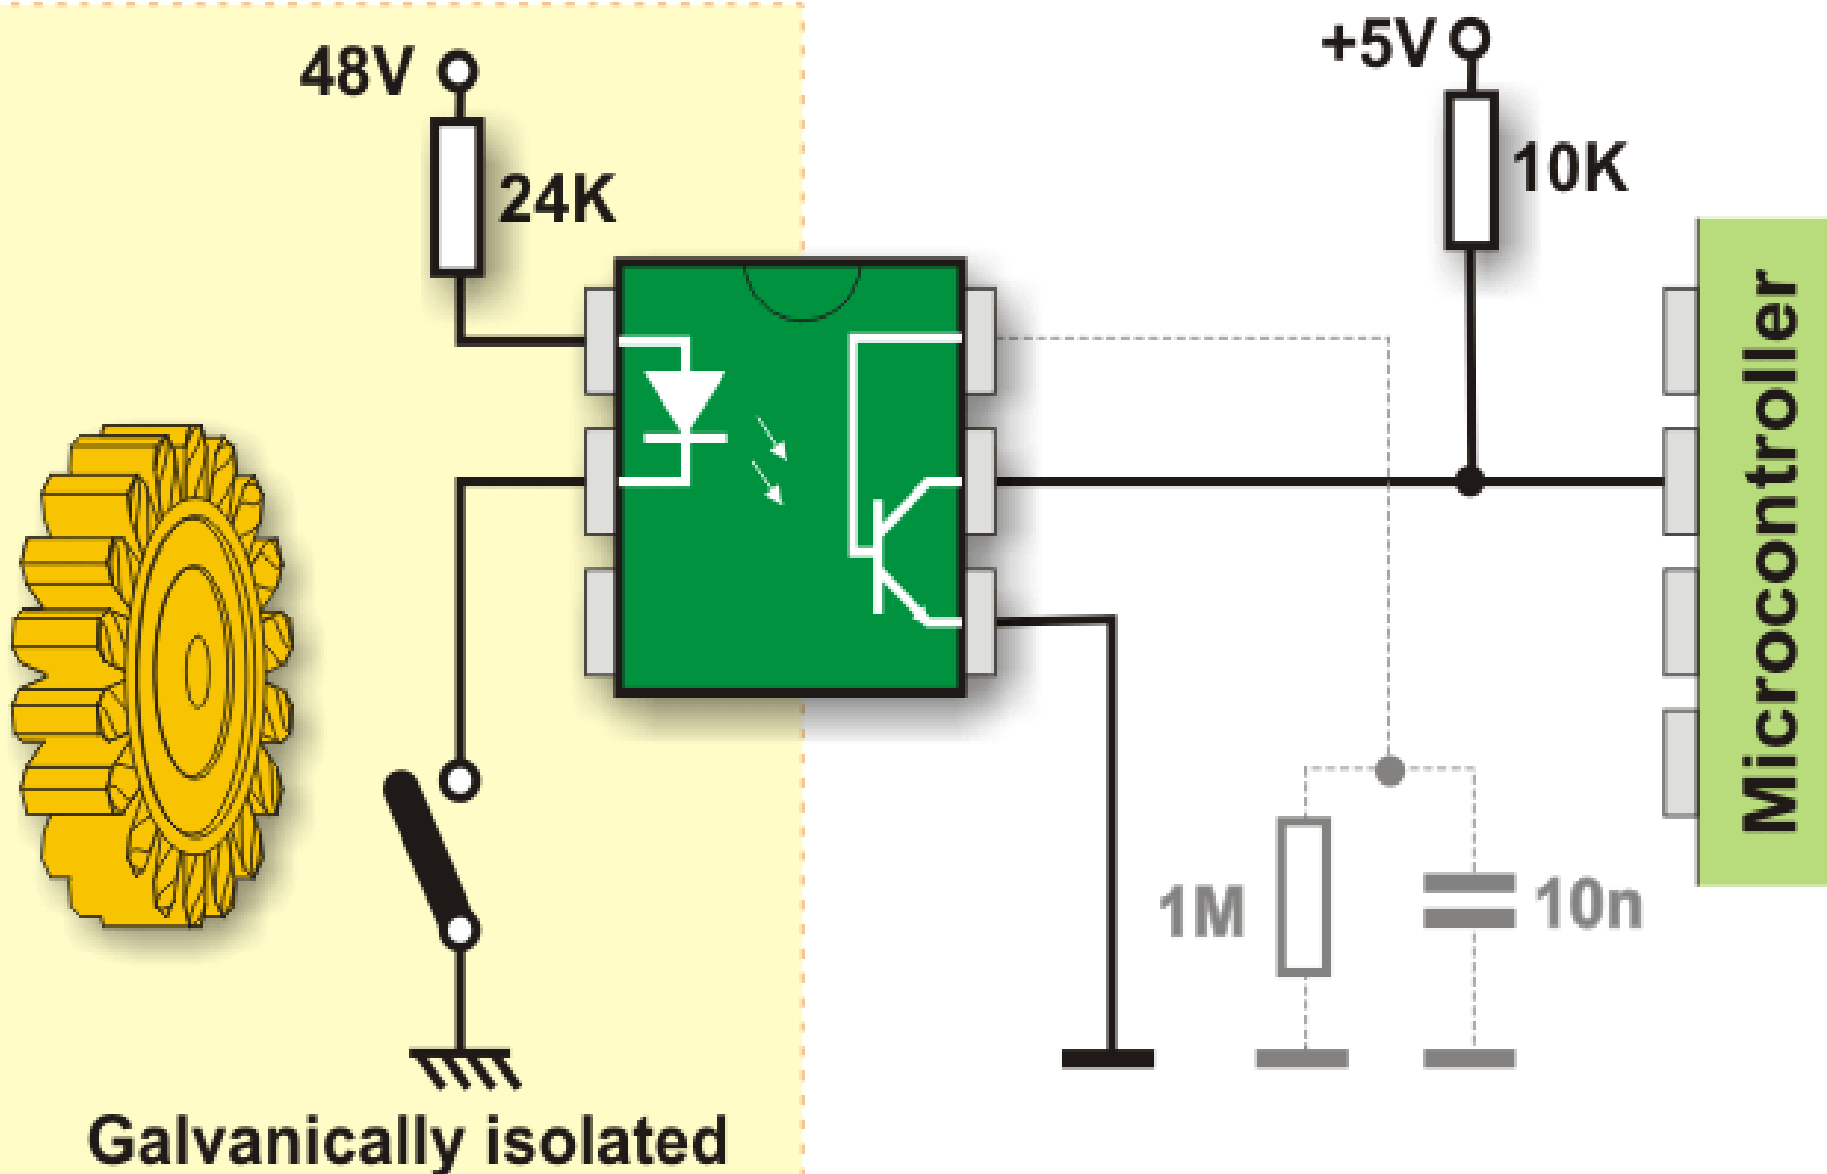 48V
24K
+5V
10K
Microcontroller
1M
10n
Galvanically isolated